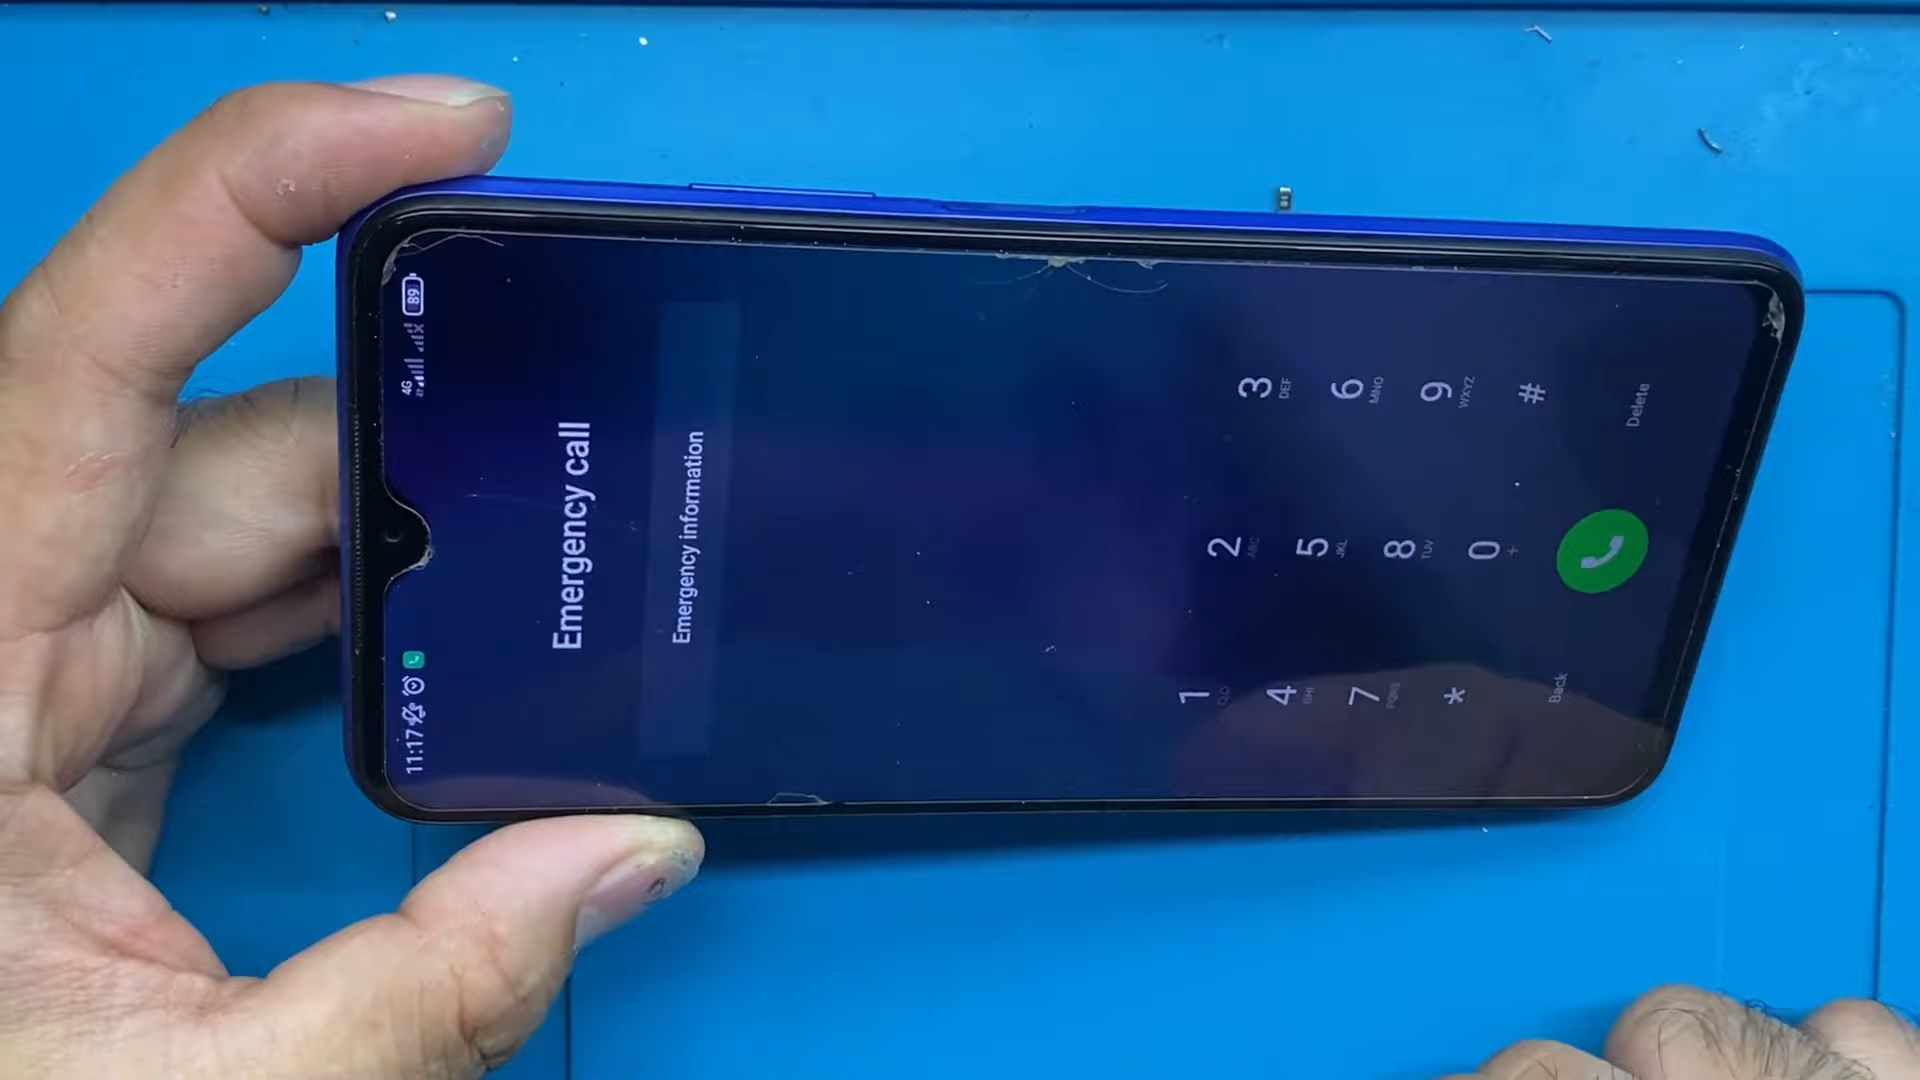 11:17
4G
89
Emergency call
Emergency information
1
2
3 DEF
4 GHI
5 JKL
6 MNO
7 PQRS
8 TUV
9 WXYZ
*
0 +
#
Back
Delete